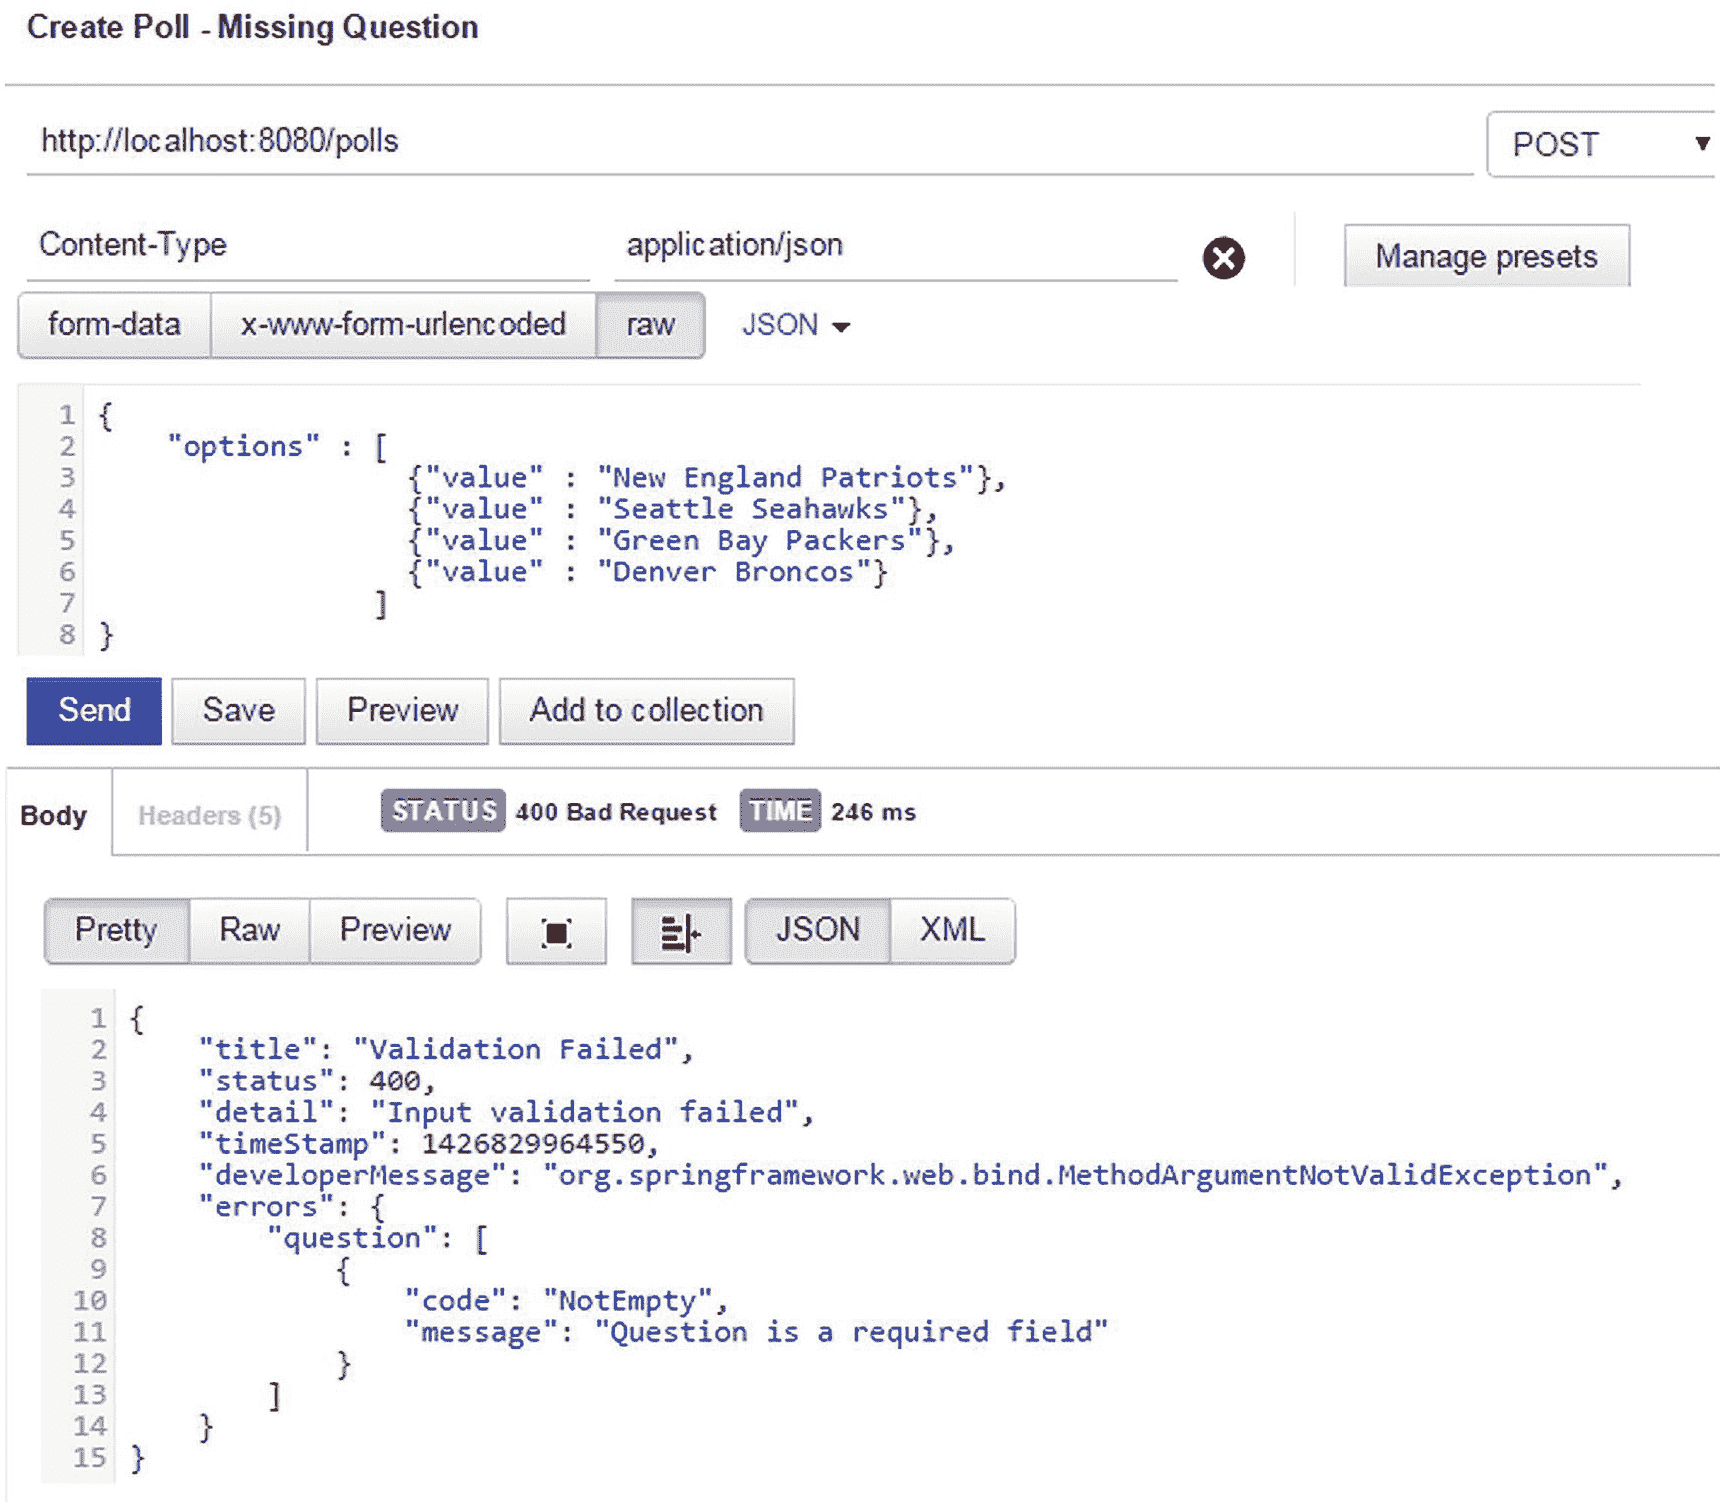 Create Poll - Missing Question
http://localhost:8080/polls
POST
Content-Type application/json Manage presets
form-data x-www-form-urlencoded raw JSON
1 {
2 "options" : [
3 {"value" : "New England Patriots"},
4 {"value" : "Seattle Seahawks"},
5 {"value" : "Green Bay Packers"},
6 {"value" : "Denver Broncos"}
7 ]
8 }
Send Save Preview Add to collection
Body Headers (5) STATUS 400 Bad Request TIME 246 ms
Pretty Raw Preview JSON XML
1 {
2 "title": "Validation Failed",
3 "status": 400,
4 "detail": "Input validation failed",
5 "timeStamp": 1426829964550,
6 "developerMessage": "org.springframework.web.bind.MethodArgumentNotValidException",
7 "errors": {
8 "question": [
9 {
10 "code": "NotEmpty",
11 "message": "Question is a required field"
12 }
13 ]
14 }
15 }